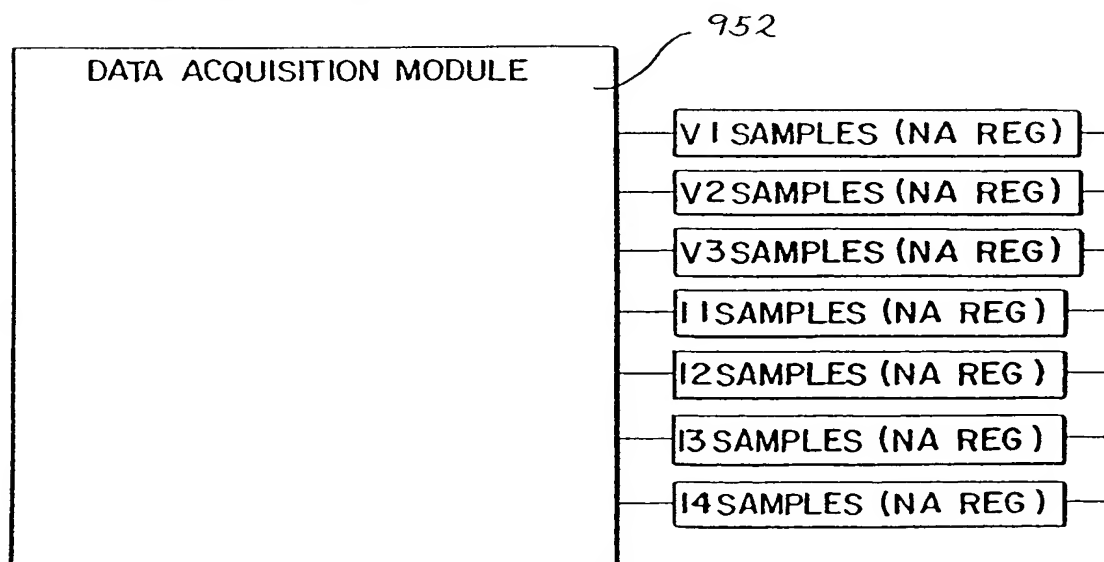 952
DATA ACQUISITION MODULE
V1 SAMPLES (NA REG)
V2 SAMPLES (NA REG)
V3 SAMPLES (NA REG)
I1 SAMPLES (NA REG)
I2 SAMPLES (NA REG)
I3 SAMPLES (NA REG)
I4 SAMPLES (NA REG)